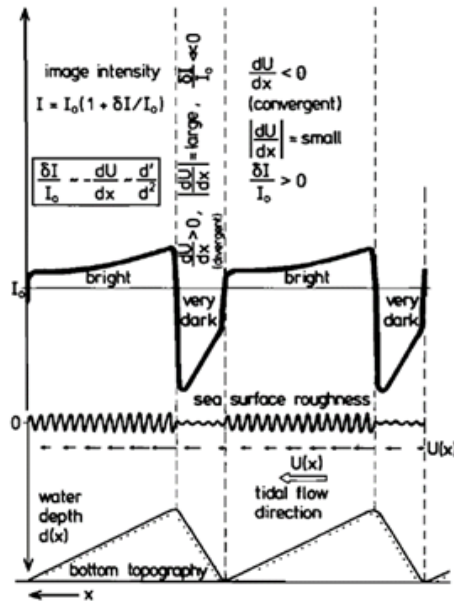 image intensity
I = I₀(1 + δI/I₀)
δI/I₀ ~ -dU/dx ~ d'/d²
dU/dx > 0, |dU/dx| = large, δI/I₀ ≪ 0
(divergent)
dU/dx < 0
(convergent)
|dU/dx| = small
δI/I₀ > 0
I₀
bright
very
dark
bright
very
dark
sea surface roughness
0
U(x)
U(x)
water
depth
d(x)
tidal flow
direction
bottom topography
x